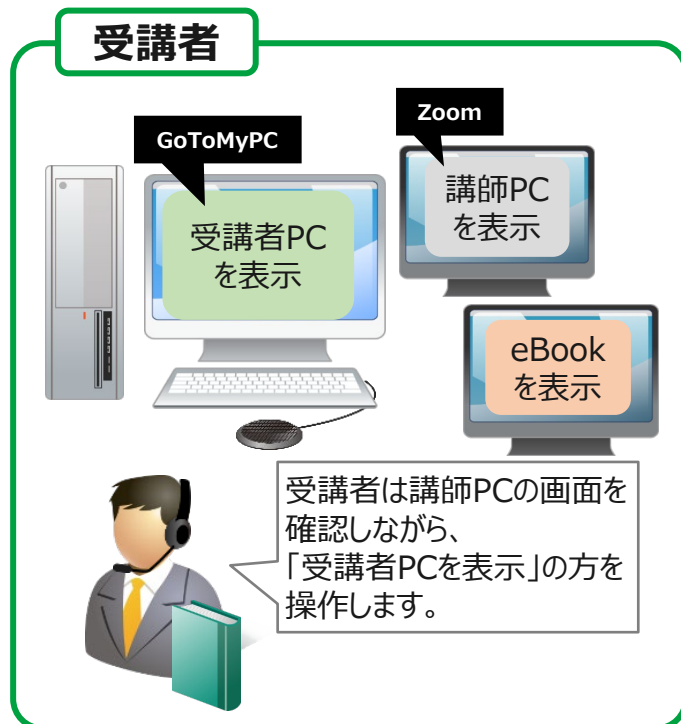 受講者
GoToMyPC
Zoom
受講者PC
を表示
講師PC
を表示
eBook
を表示
受講者は講師PCの画面を
確認しながら、
「受講者PCを表示」の方を
操作します。